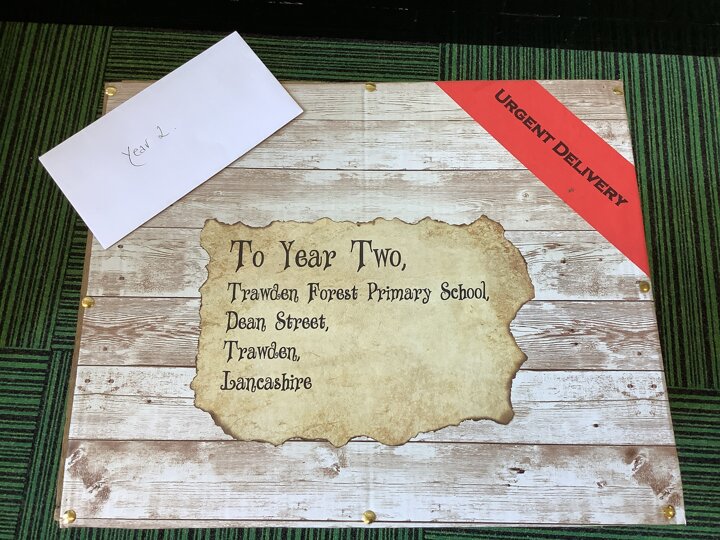 Year 2.
URGENT DELIVERY
To Year Two,
Trawden Forest Primary School,
Dean Street,
Trawden,
Lancashire